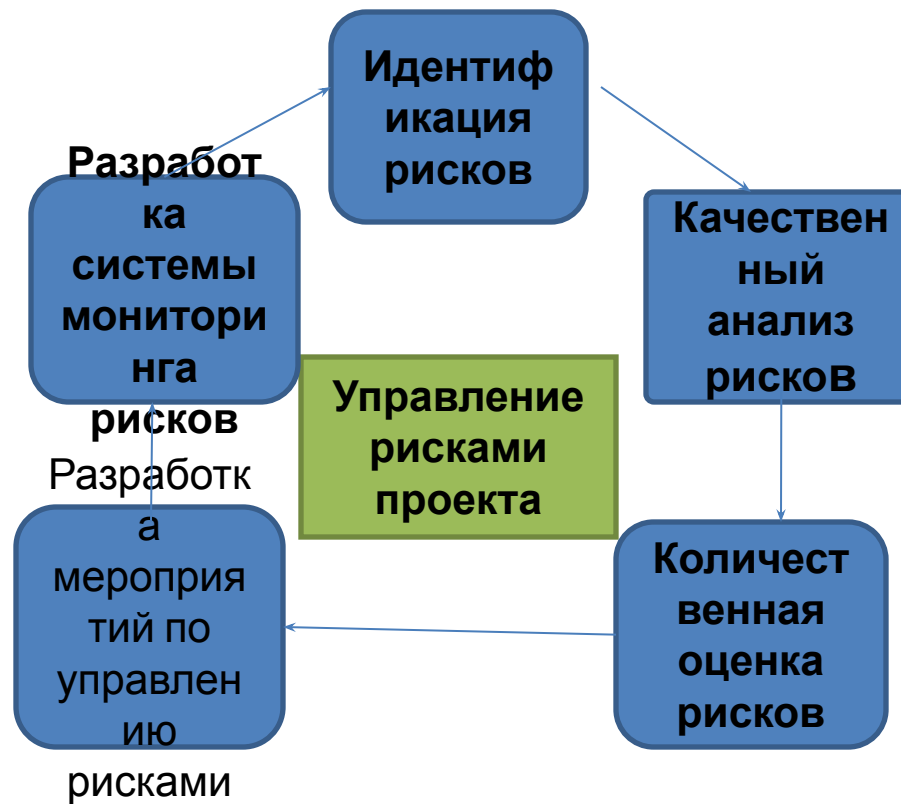 Идентиф
икация
рисков
Качествен
ный
анализ
рисков
Количест
венная
оценка
рисков
Разработк
а
мероприя
тий по
управлен
ию
рисками
Разработ
ка
системы
монитори
нга
рисков
Управление
рисками
проекта